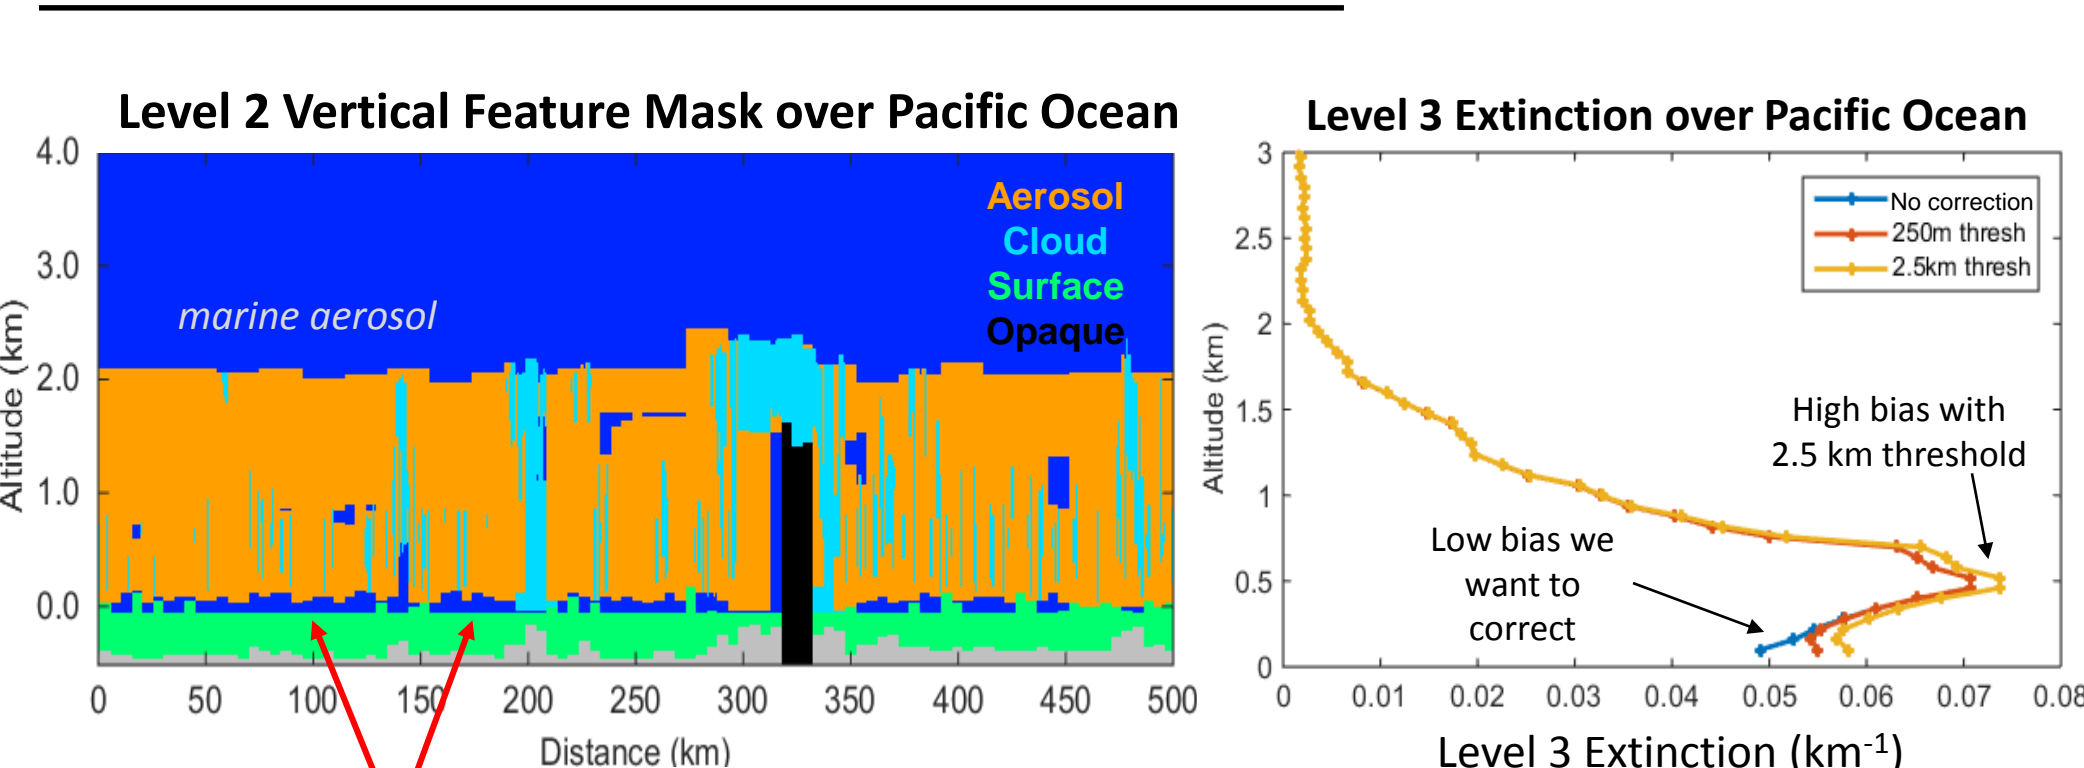 Level 2 Vertical Feature Mask over Pacific Ocean
4.0
3.0
2.0
1.0
0.0
Altitude (km)
marine aerosol
Aerosol
Cloud
Surface
Opaque
0 50 100 150 200 250 300 350 400 450 500
Distance (km)
Level 3 Extinction over Pacific Ocean
3
2.5
2
1.5
1
0.5
0
Altitude (km)
No correction
250m thresh
2.5km thresh
High bias with
2.5 km threshold
Low bias we
want to
correct
0 0.01 0.02 0.03 0.04 0.05 0.06 0.07 0.08
Level 3 Extinction (km-1)